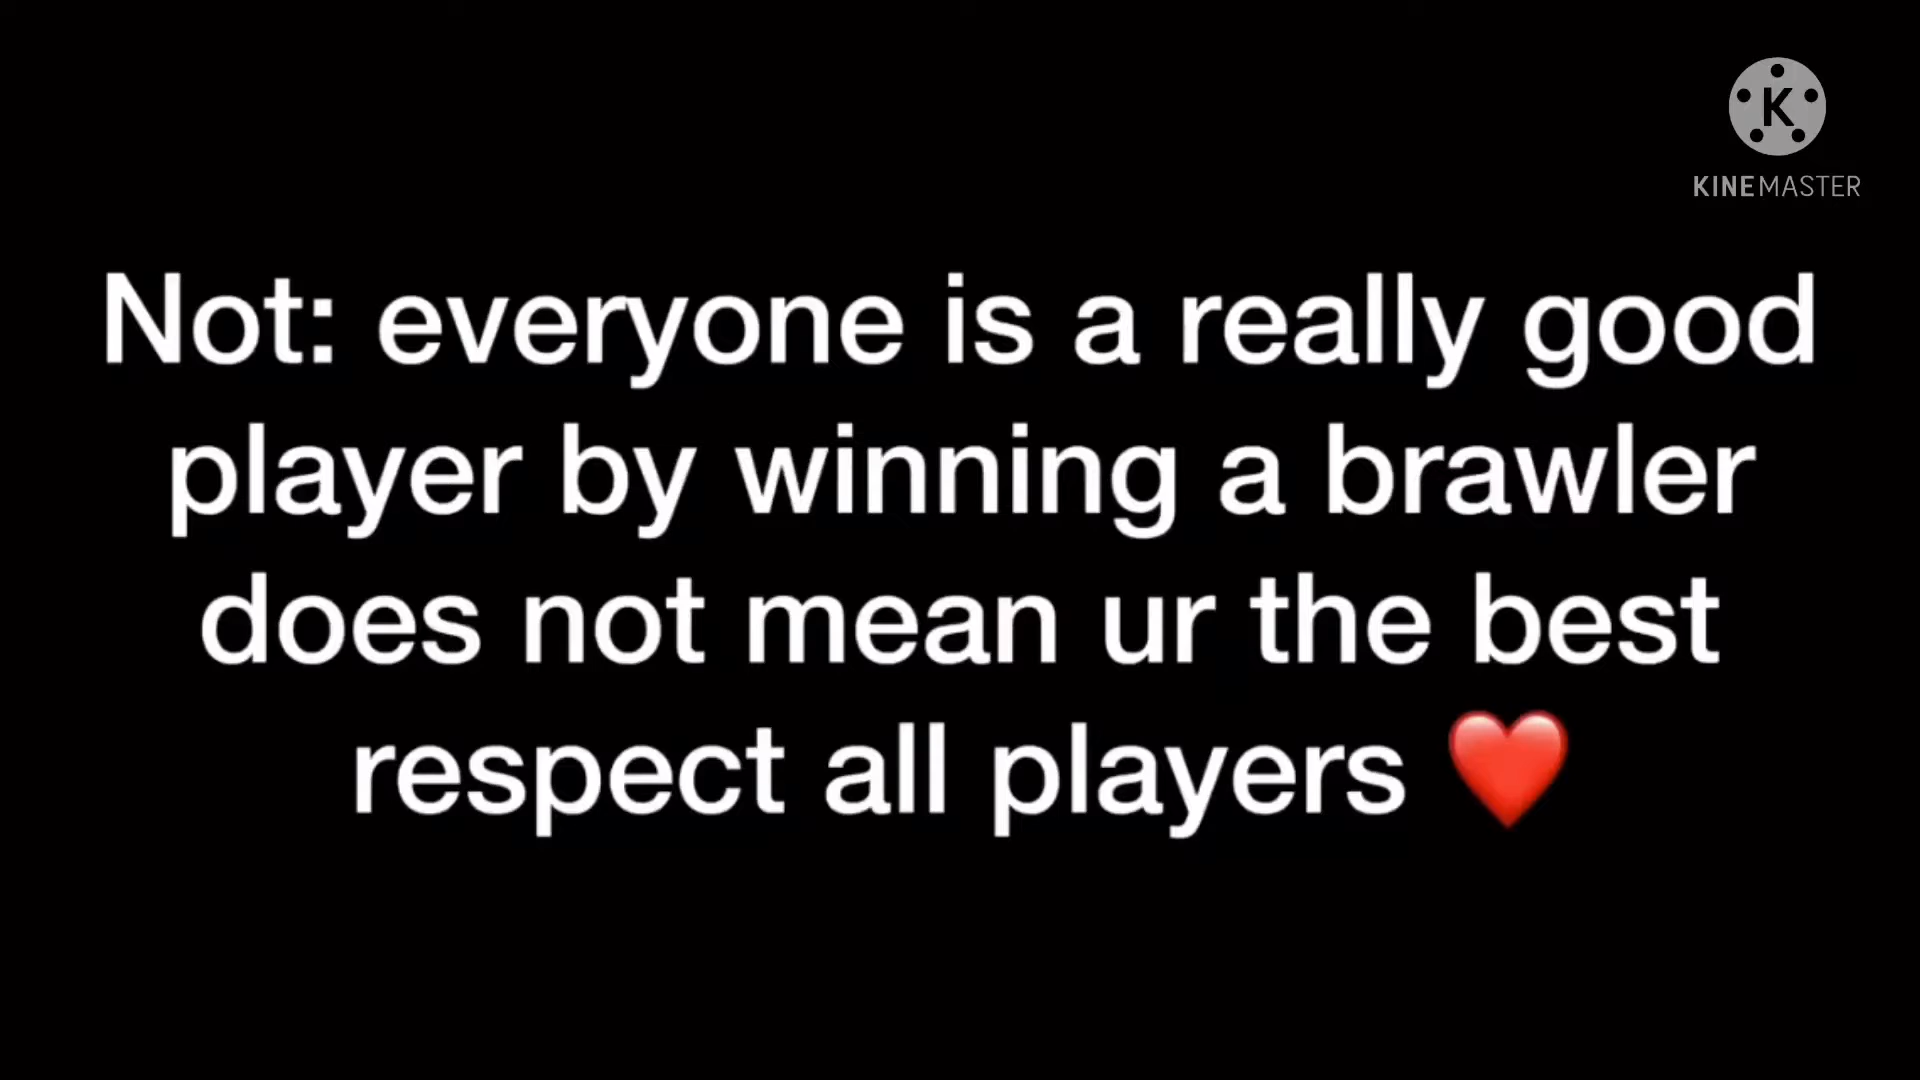 K
KINEMASTER
Not: everyone is a really good
player by winning a brawler
does not mean ur the best
respect all players ❤️